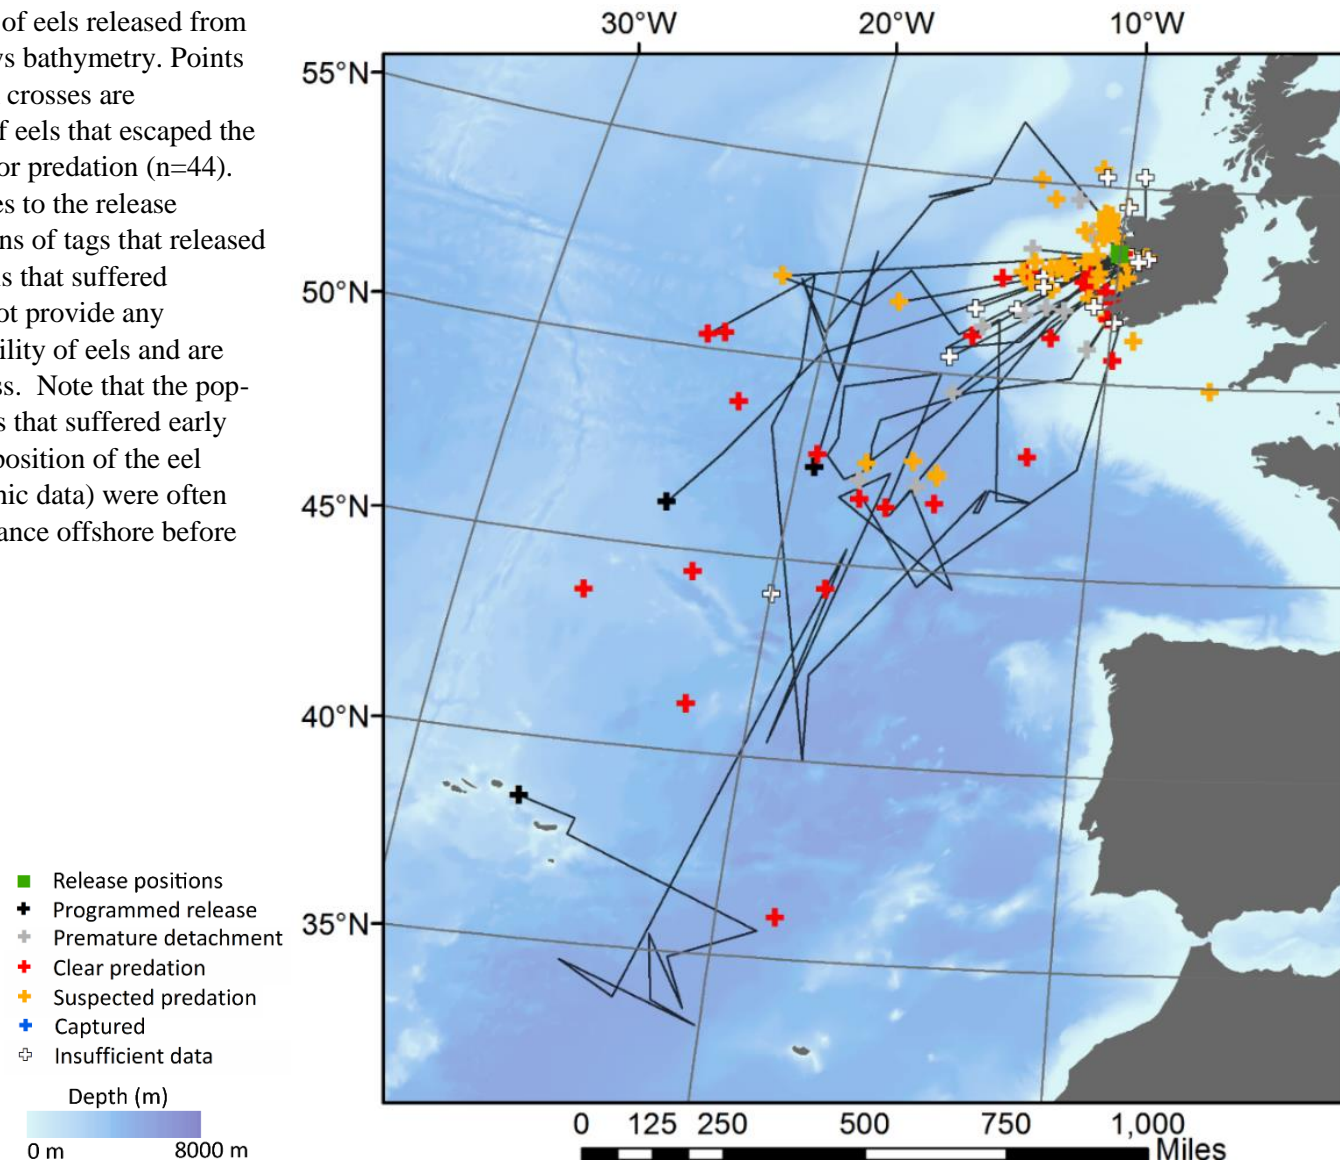 of eels released from
ys bathymetry. Points
crosses are
of eels that escaped the
or predation (n=44).
es to the release
ns of tags that released
s that suffered
ot provide any
ility of eels and are
ss. Note that the pop-
s that suffered early
position of the eel
nic data) were often
ance offshore before
30°W 20°W 10°W
55°N
50°N
45°N
40°N
35°N
Release positions
Programmed release
Premature detachment
Clear predation
Suspected predation
Captured
Insufficient data
Depth (m)
0 m 8000 m
0 125 250 500 750 1,000
Miles